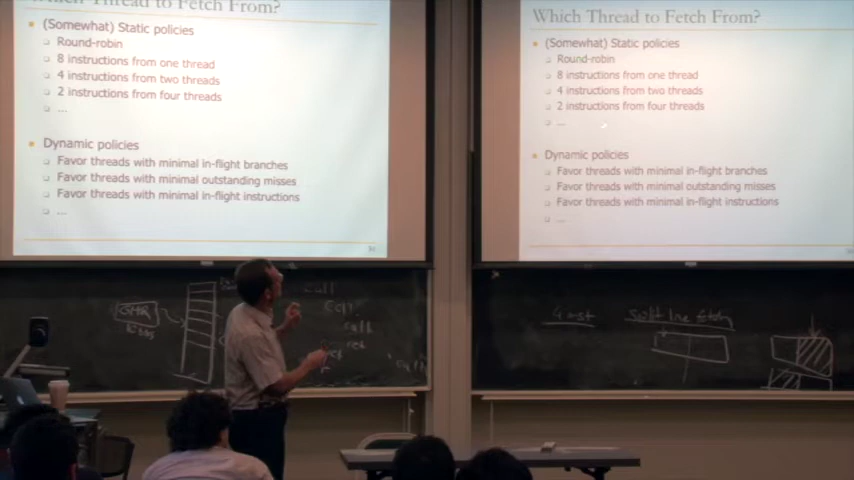 Which Thread to Fetch From?
(Somewhat) Static policies
Round-robin
8 instructions from one thread
4 instructions from two threads
2 instructions from four threads
...
Dynamic policies
Favor threads with minimal in-flight branches
Favor threads with minimal outstanding misses
Favor threads with minimal in-flight instructions
...
Which Thread to Fetch From?
(Somewhat) Static policies
Round-robin
8 instructions from one thread
4 instructions from two threads
2 instructions from four threads
...
Dynamic policies
Favor threads with minimal in-flight branches
Favor threads with minimal outstanding misses
Favor threads with minimal in-flight instructions
...
GHR
call
call
call
ret